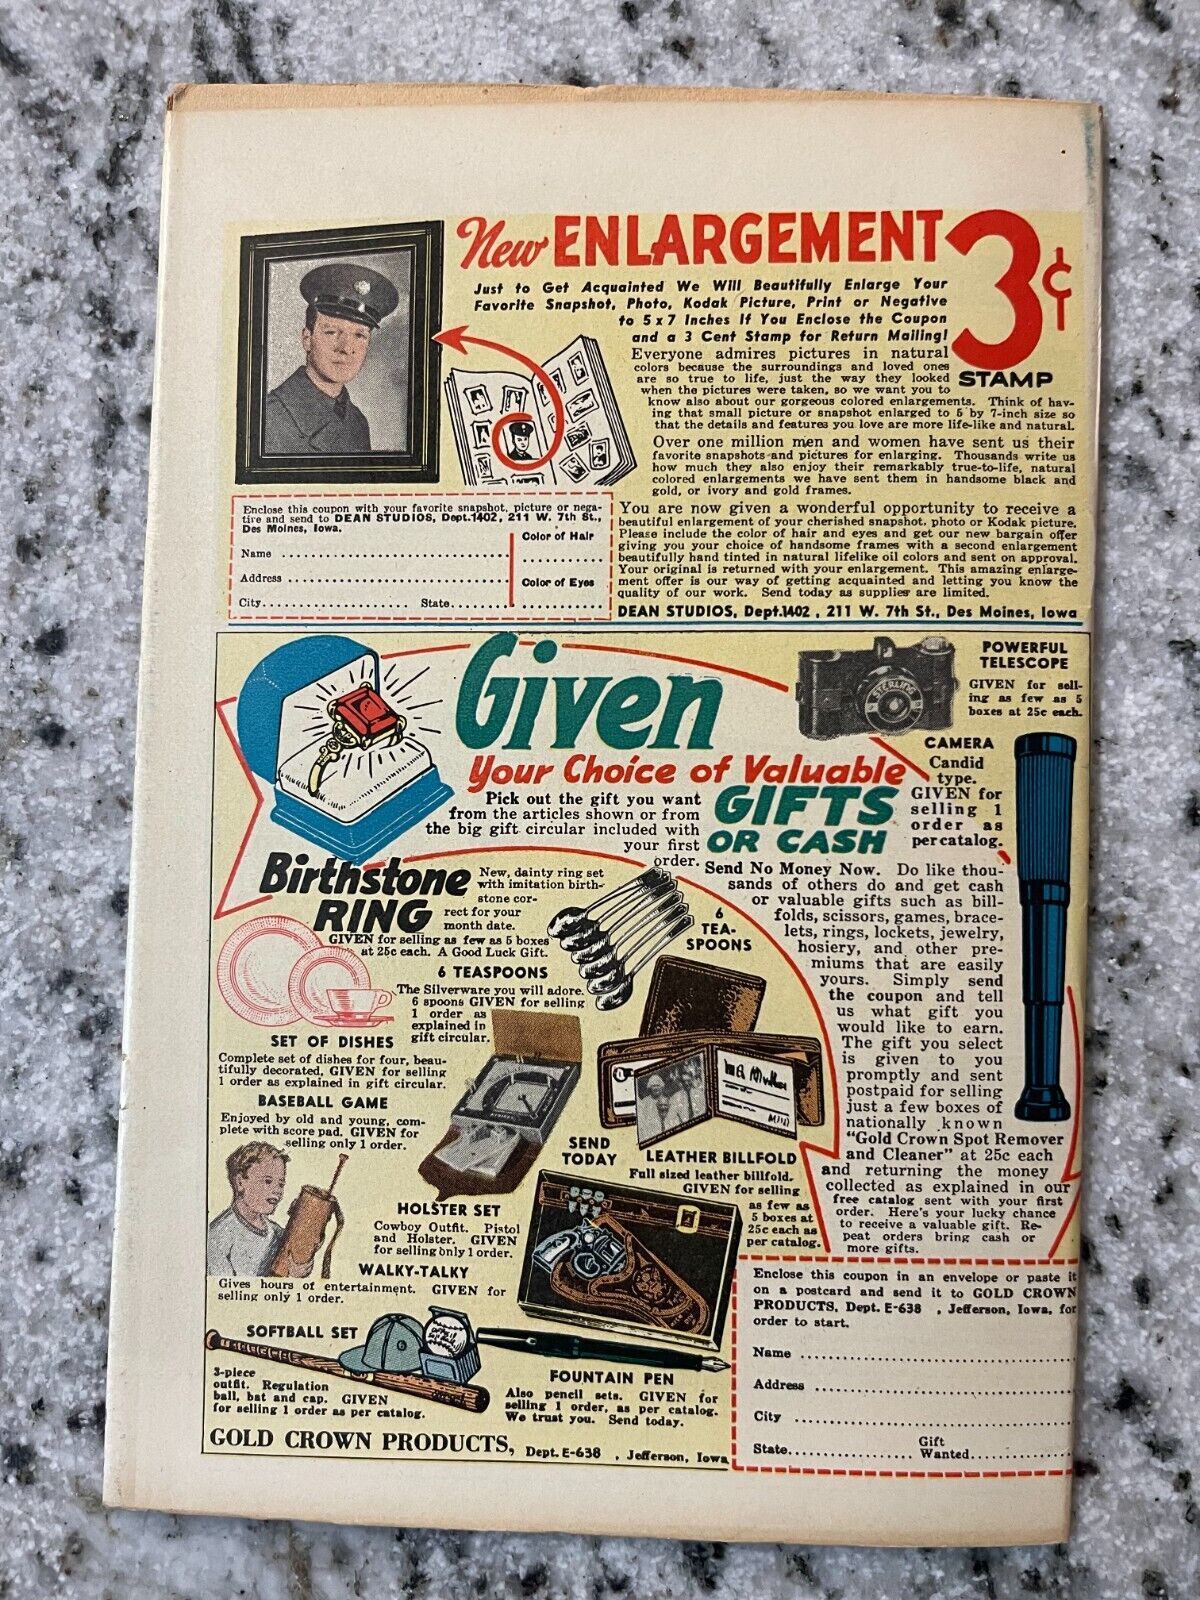 New ENLARGEMENT 3¢
STAMP
Just to Get Acquainted We Will Beautifully Enlarge Your
Favorite Snapshot, Photo, Kodak Picture, Print or Negative
to 5 x 7 Inches If You Enclose the Coupon
and a 3 Cent Stamp for Return Mailing!
Everyone admires pictures in natural
colors because the surroundings and loved ones
are so true to life, just the way they looked
when the pictures were taken, so we want you to
know also about our gorgeous colored enlargements. Think of hav-
ing that small picture or snapshot enlarged to 5 by 7-inch size so
that the details and features you love are more life-like and natural.
Over one million men and women have sent us their
favorite snapshots and pictures for enlarging. Thousands write us
how much they also enjoy their remarkably true-to-life, natural
colored enlargements we have sent them in handsome black and
gold, or ivory and gold frames.
You are now given a wonderful opportunity to receive a
beautiful enlargement of your cherished snapshot, photo or Kodak picture.
Please include the color of hair and eyes and get our new bargain offer
giving you your choice of handsome frames with a second enlargement
beautifully hand tinted in natural lifelike oil colors and sent on approval.
Your original is returned with your enlargement. This amazing enlarge-
ment offer is our way of getting acquainted and letting you know the
quality of our work. Send today as supplies are limited.
DEAN STUDIOS, Dept.1402, 211 W. 7th St., Des Moines, Iowa
Enclose this coupon with your favorite snapshot, picture or nega-
tive and send to DEAN STUDIOS, Dept.1402, 211 W. 7th St.,
Des Moines, Iowa.
Color of Hair
Name
Address
Color of Eyes
City State
Given
Your Choice of Valuable
GIFTS
OR CASH
Pick out the gift you want
from the articles shown or from
the big gift circular included with
your first
order.
STERLING
POWERFUL
TELESCOPE
GIVEN for sell-
ing as few as 5
boxes at 25c each.
CAMERA
Candid
type.
GIVEN for
selling 1
order as
per catalog.
Birthstone
RING
New, dainty ring set
with imitation birth-
stone cor-
rect for your
month date.
GIVEN for selling as few as 5 boxes
at 25c each. A Good Luck Gift.
6
TEA-
SPOONS
6 TEASPOONS
The Silverware you will adore.
6 spoons GIVEN for selling
1 order as
explained in
gift circular.
SET OF DISHES
Complete set of dishes for four, beau-
tifully decorated, GIVEN for selling
1 order as explained in gift circular.
BASEBALL GAME
Enjoyed by old and young, com-
plete with score pad. GIVEN for
selling only 1 order.
SEND
TODAY
LEATHER BILLFOLD
Full sized leather billfold.
GIVEN for selling
as few as
5 boxes at
25c each as
per catalog.
HOLSTER SET
Cowboy Outfit. Pistol
and Holster. GIVEN
for selling only 1 order.
WALKY-TALKY
Gives hours of entertainment. GIVEN for
selling only 1 order.
SOFTBALL SET
3-piece
outfit. Regulation
ball, bat and cap. GIVEN
for selling 1 order as per catalog.
FOUNTAIN PEN
Also pencil sets. GIVEN for
selling 1 order, as per catalog.
We trust you. Send today.
Send No Money Now. Do like thou-
sands of others do and get cash
or valuable gifts such as bill-
folds, scissors, games, brace-
lets, rings, lockets, jewelry,
hosiery, and other pre-
miums that are easily
yours. Simply send
the coupon and tell
us what gift you
would like to earn.
The gift you select
is given to you
promptly and sent
postpaid for selling
just a few boxes of
nationally known
"Gold Crown Spot Remover
and Cleaner" at 25c each
and returning the money
collected as explained in our
free catalog sent with your first
order. Here's your lucky chance
to receive a valuable gift. Re-
peat orders bring cash or
more gifts.
Enclose this coupon in an envelope or paste it
on a postcard and send it to GOLD CROWN
PRODUCTS, Dept. E-638 , Jefferson, Iowa, for
order to start.
Name
Address
City
State Gift
Wanted
GOLD CROWN PRODUCTS, Dept. E-638 , Jefferson, Iowa